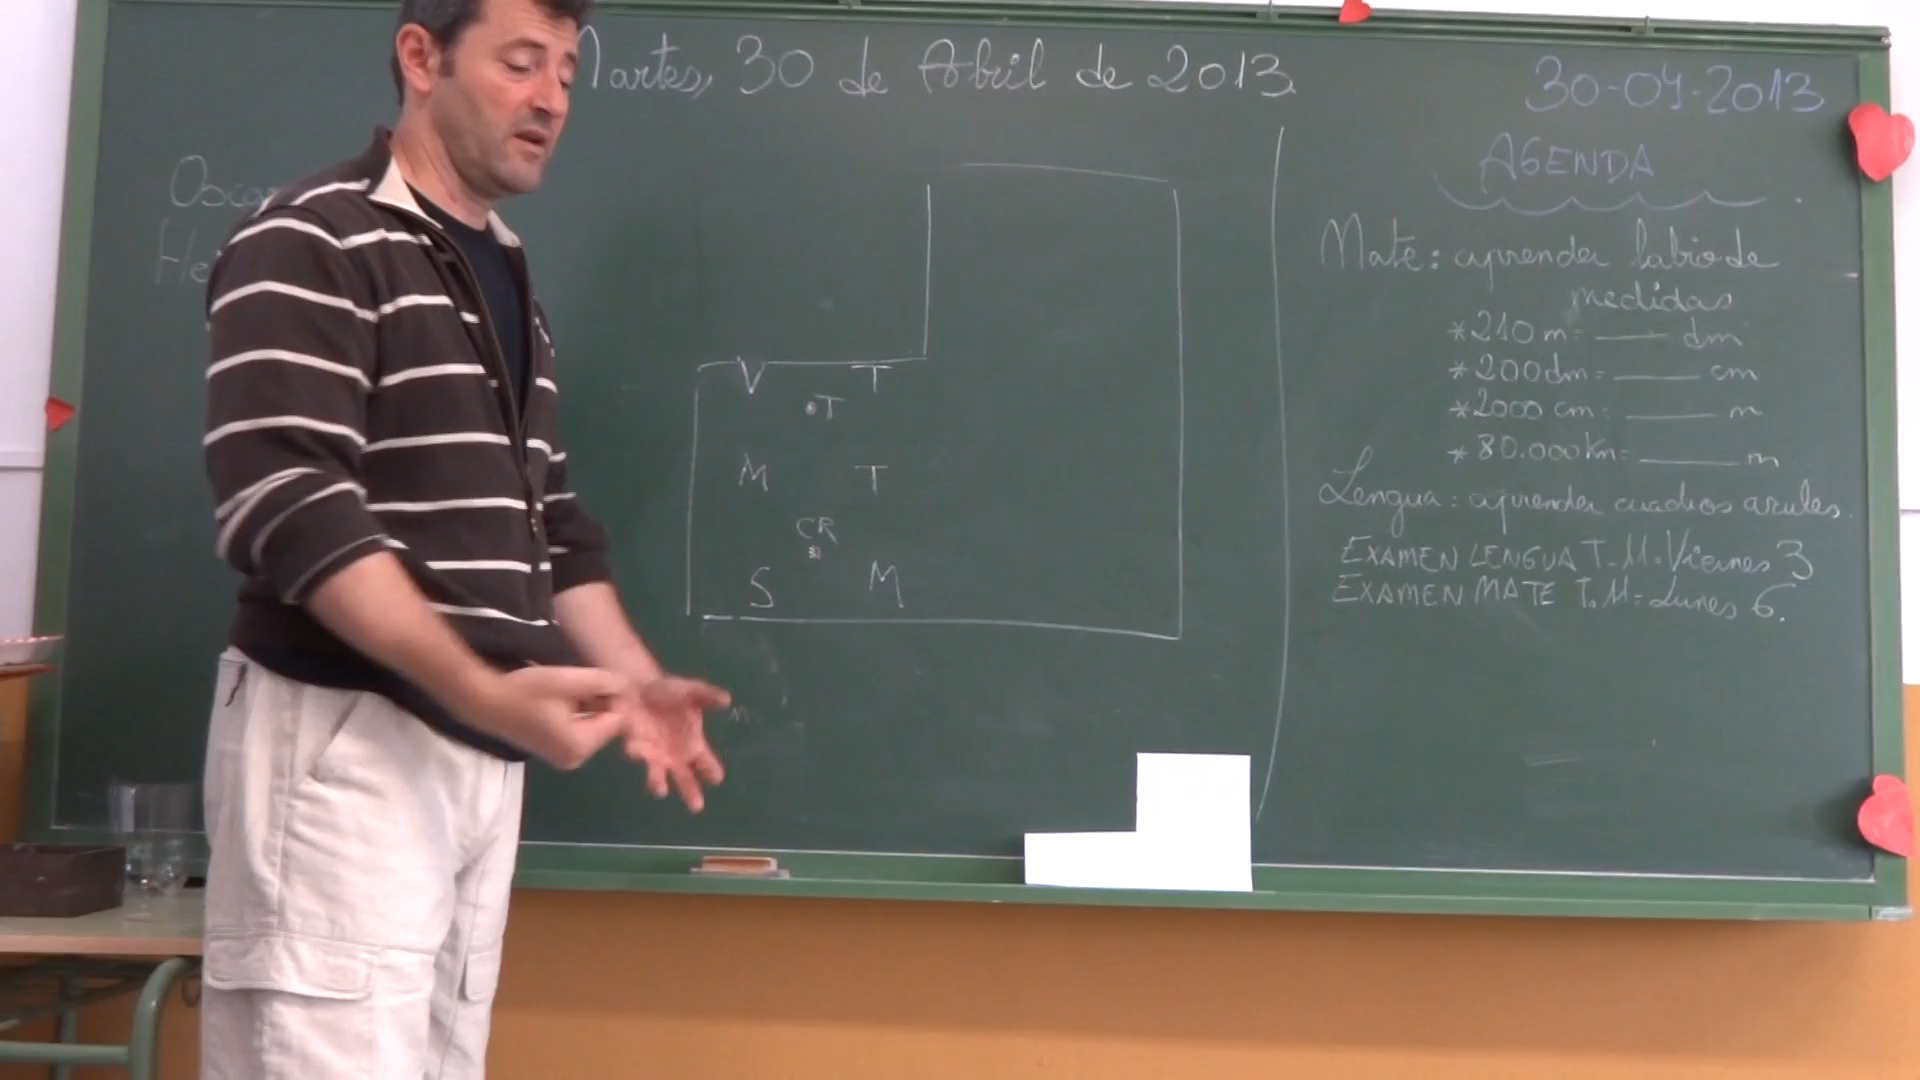 Martes, 30 de Abril de 2013.
30-04-2013
AGENDA
Mate: aprender labio de
medidas
*210 m= ____ dm
*200 dm= ____ cm
*2000 cm= ____ m
*80.000 Km= ____ m
Lengua: aprender cuadros azules.
EXAMEN LENGUA T.M: Viernes 3
EXAMEN MATE T.M: Lunes 6.
V T
T
M T
CR
S M